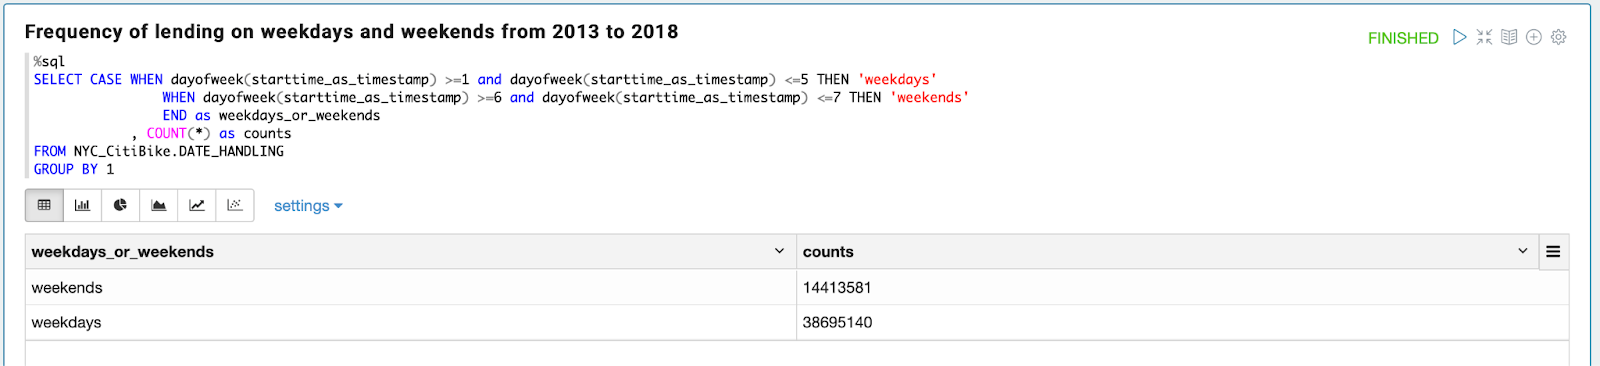 Frequency of lending on weekdays and weekends from 2013 to 2018
FINISHED
%sql
SELECT CASE WHEN dayofweek(starttime_as_timestamp) >=1 and dayofweek(starttime_as_timestamp) <=5 THEN 'weekdays'
WHEN dayofweek(starttime_as_timestamp) >=6 and dayofweek(starttime_as_timestamp) <=7 THEN 'weekends'
END as weekdays_or_weekends
, COUNT(*) as counts
FROM NYC_CitiBike.DATE_HANDLING
GROUP BY 1
settings
weekdays_or_weekends counts
weekends 14413581
weekdays 38695140